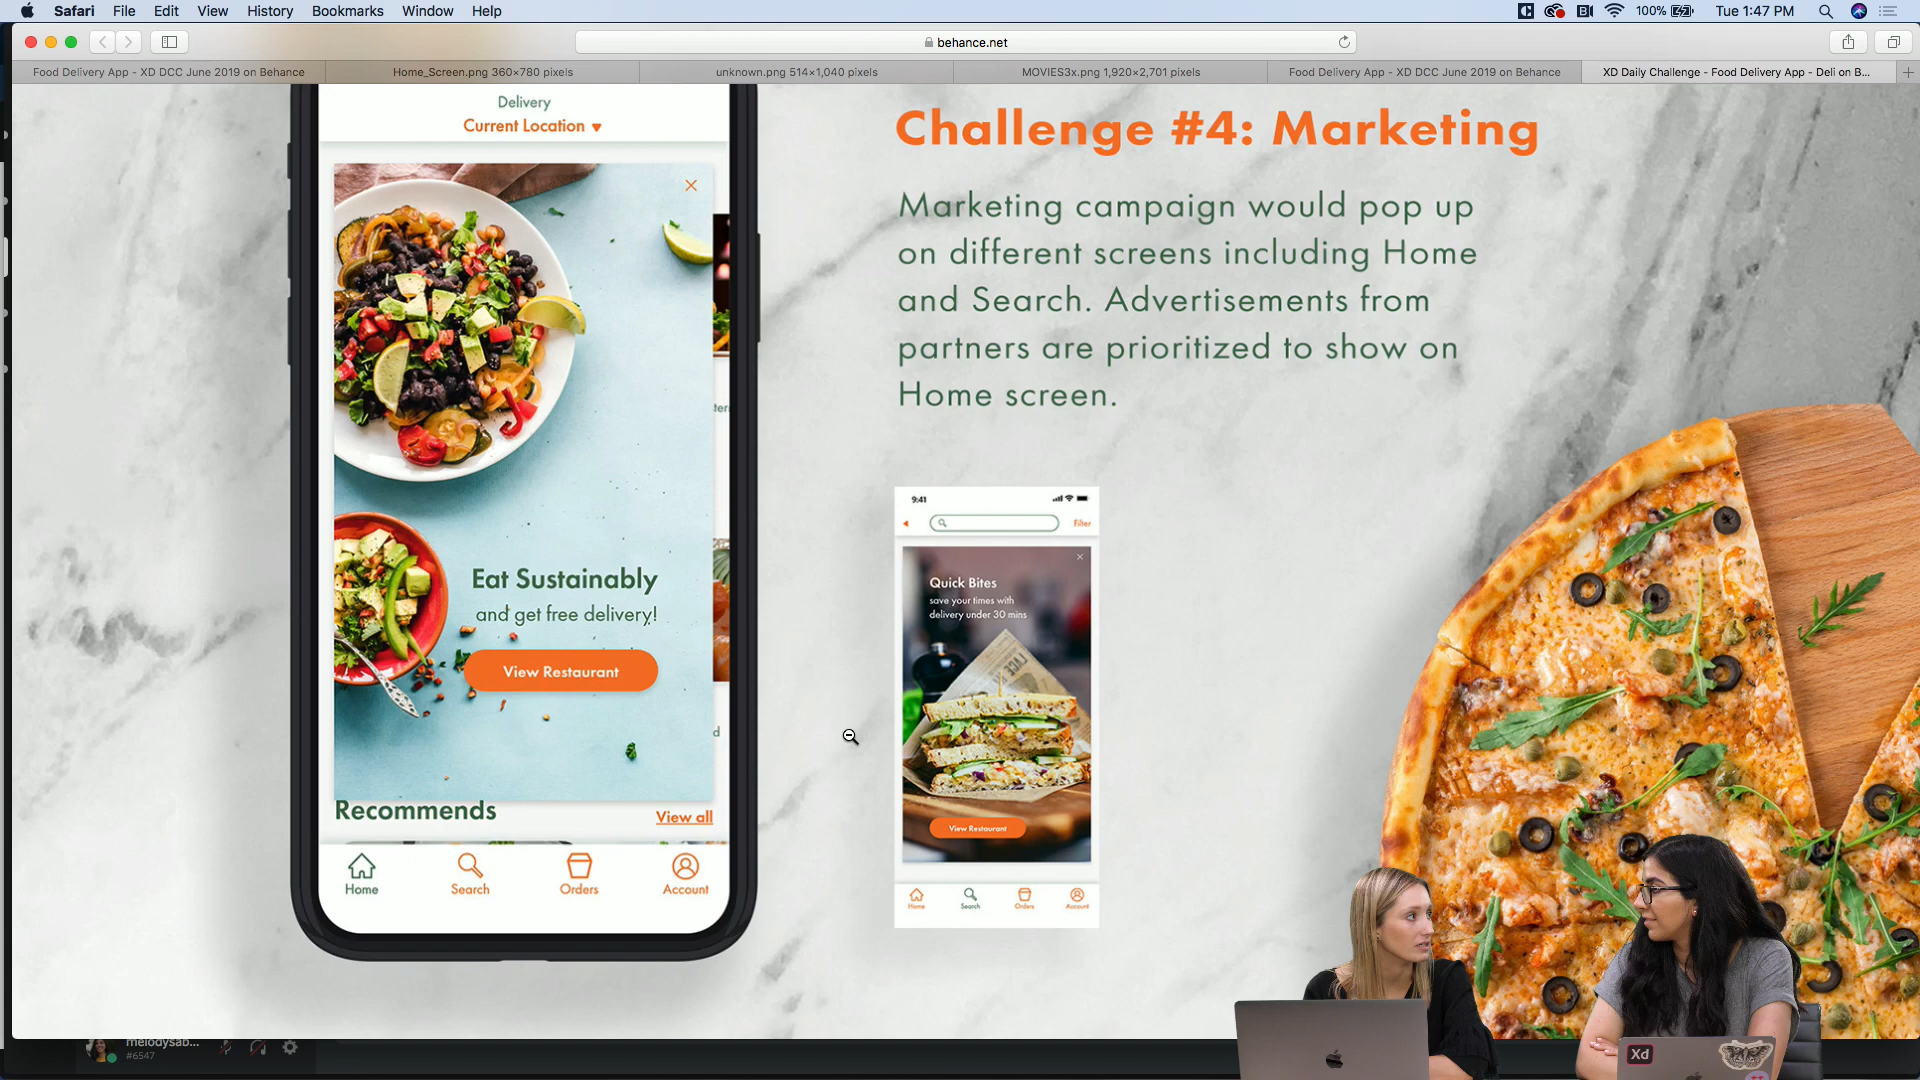 Safari File Edit View History Bookmarks Window Help
100% Tue 1:47 PM
behance.net
Food Delivery App - XD DCC June 2019 on Behance
Home_Screen.png 360×780 pixels
unknown.png 514×1,040 pixels
MOVIES3x.png 1,920×2,701 pixels
Food Delivery App - XD DCC June 2019 on Behance
XD Daily Challenge - Food Delivery App - Deli on B...
Delivery
Current Location
Eat Sustainably
and get free delivery!
View Restaurant
Recommends
View all
Home Search Orders Account
Challenge #4: Marketing
Marketing campaign would pop up
on different screens including Home
and Search. Advertisements from
partners are prioritized to show on
Home screen.
9:41
Filter
Quick Bites
save your times with
delivery under 30 mins
View Restaurant
Home Search Orders Account
melodysab...
#6547
Xd